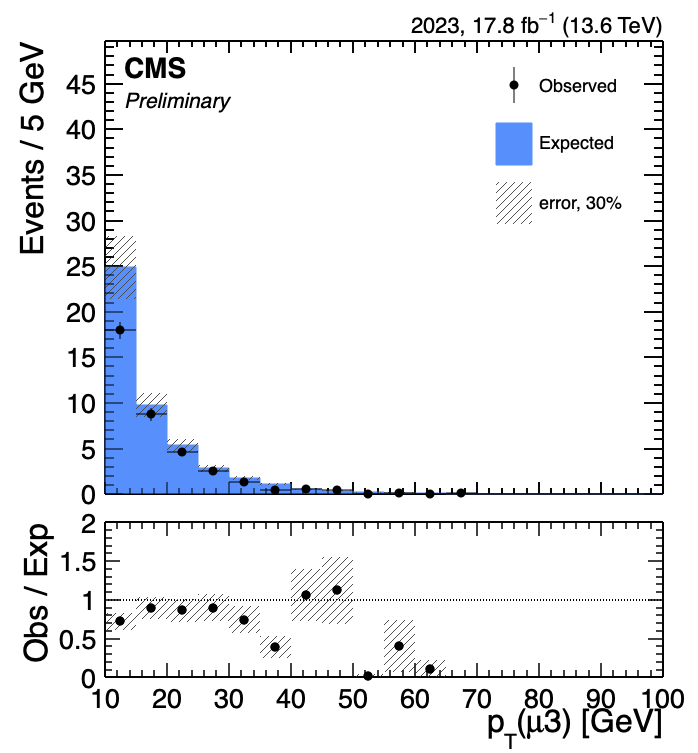 2023, 17.8 fb⁻¹ (13.6 TeV)
CMS
Preliminary
Observed
Expected
error, 30%
Events / 5 GeV
45
40
35
30
25
20
15
10
5
0
Obs / Exp
2
1.5
1
0.5
0
10 20 30 40 50 60 70 80 90 100
p_T(μ3) [GeV]